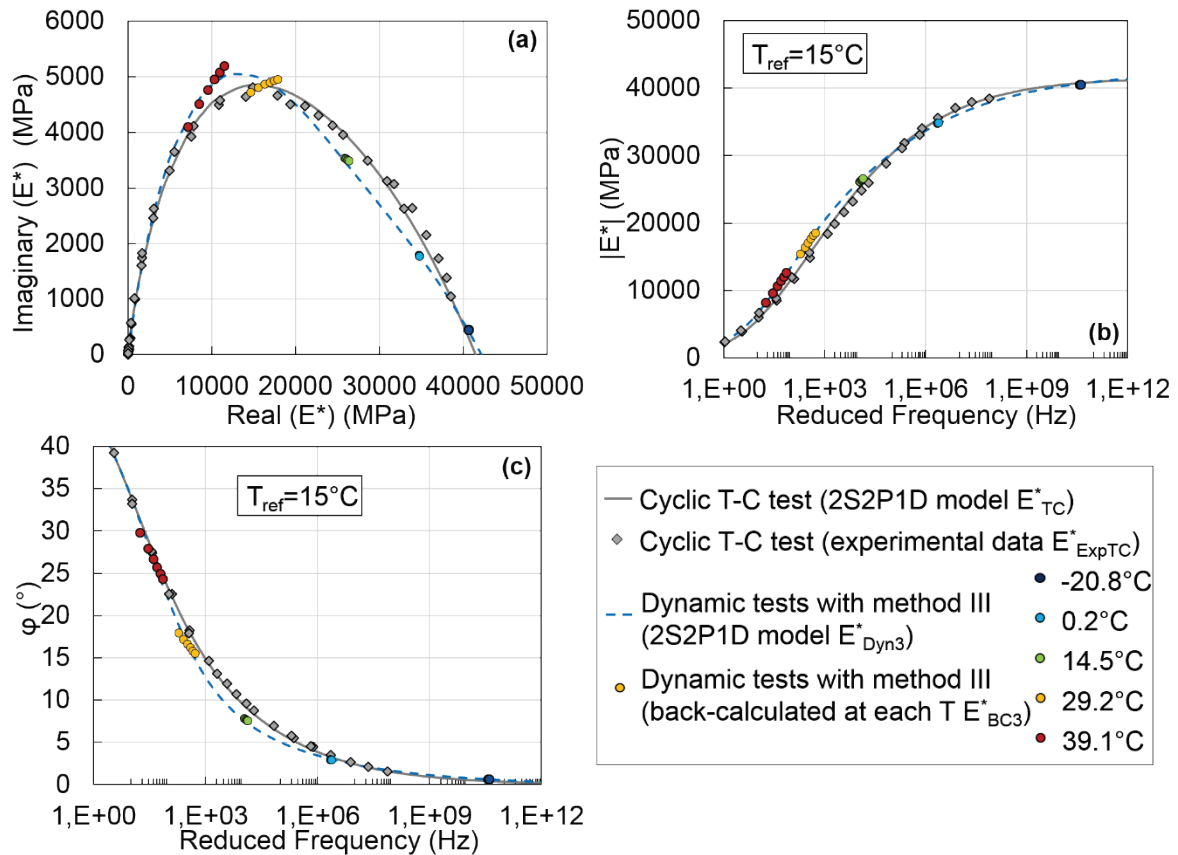 (a)
6000
5000
4000
3000
2000
1000
0
Imaginary (E*) (MPa)
0 10000 20000 30000 40000 50000
Real (E*) (MPa)
T_ref=15°C
50000
40000
30000
20000
10000
0
|E*| (MPa)
(b)
1,E+00 1,E+03 1,E+06 1,E+09 1,E+12
Reduced Frequency (Hz)
(c)
T_ref=15°C
40
35
30
25
20
15
10
5
0
φ (°)
1,E+00 1,E+03 1,E+06 1,E+09 1,E+12
Reduced Frequency (Hz)
Cyclic T-C test (2S2P1D model E*_TC)
Cyclic T-C test (experimental data E*_ExpTC)
Dynamic tests with method III
(2S2P1D model E*_Dyn3)
Dynamic tests with method III
(back-calculated at each T E*_BC3)
-20.8°C
0.2°C
14.5°C
29.2°C
39.1°C